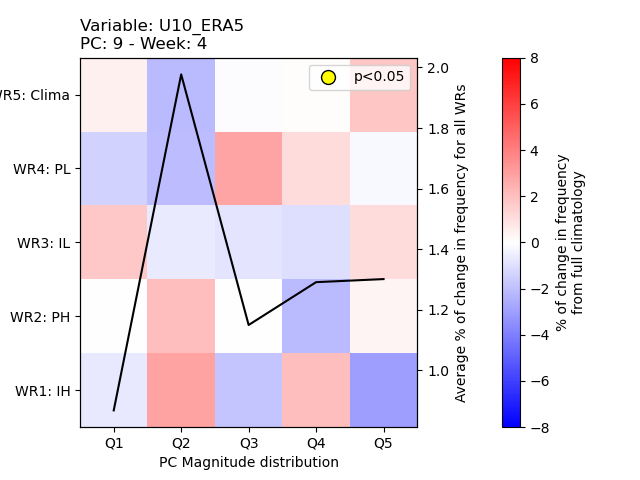 Variable: U10_ERA5
PC: 9 - Week: 4
p<0.05
WR5: Clima
WR4: PL
WR3: IL
WR2: PH
WR1: IH
Q1 Q2 Q3 Q4 Q5
PC Magnitude distribution
2.0
1.8
1.6
1.4
1.2
1.0
Average % of change in frequency for all WRs
8
6
4
2
0
−2
−4
−6
−8
% of change in frequency
from full climatology